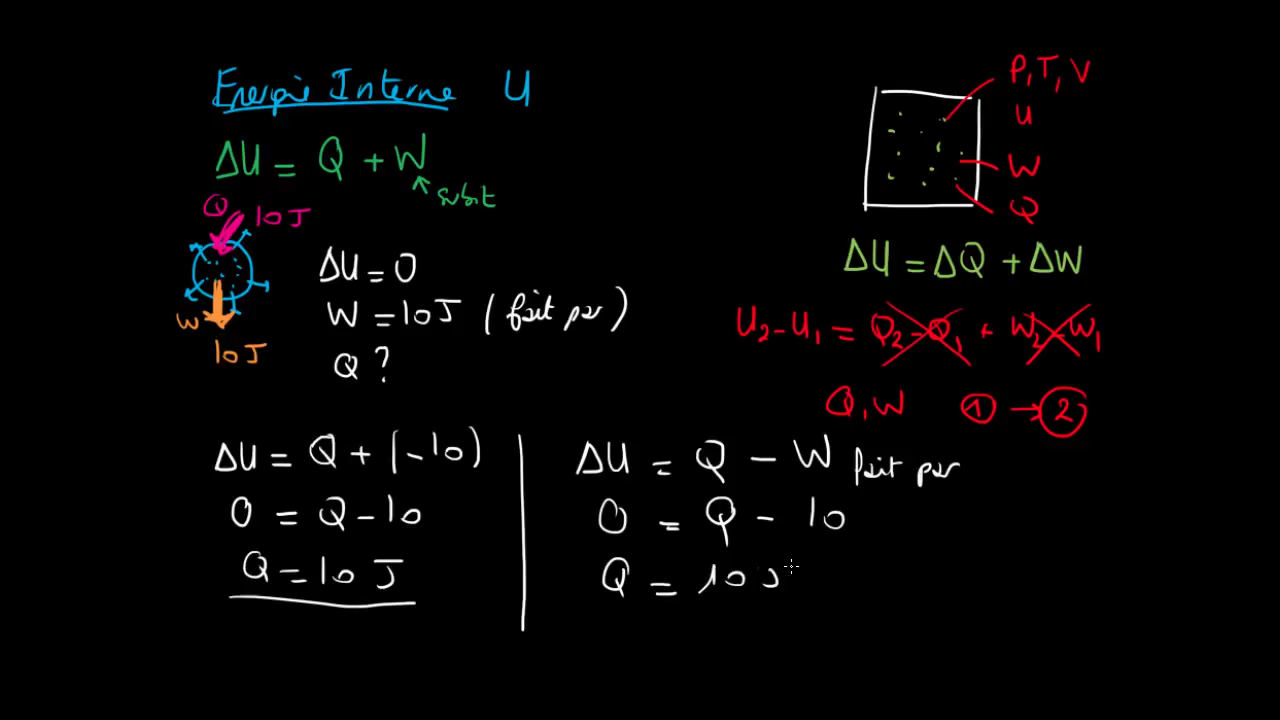 Energie Interne U
ΔU = Q + W
subit
Q 10J
W
10J
ΔU = 0
W = 10J (fait par)
Q ?
P, T, V
U
W
Q
ΔU = ΔQ + ΔW
U₂ - U₁ = Q₂ - Q₁ + W₂ - W₁
Q, W ① → ②
ΔU = Q + (-10)
0 = Q - 10
Q = 10 J
ΔU = Q - W fait par
0 = Q - 10
Q = 10 J